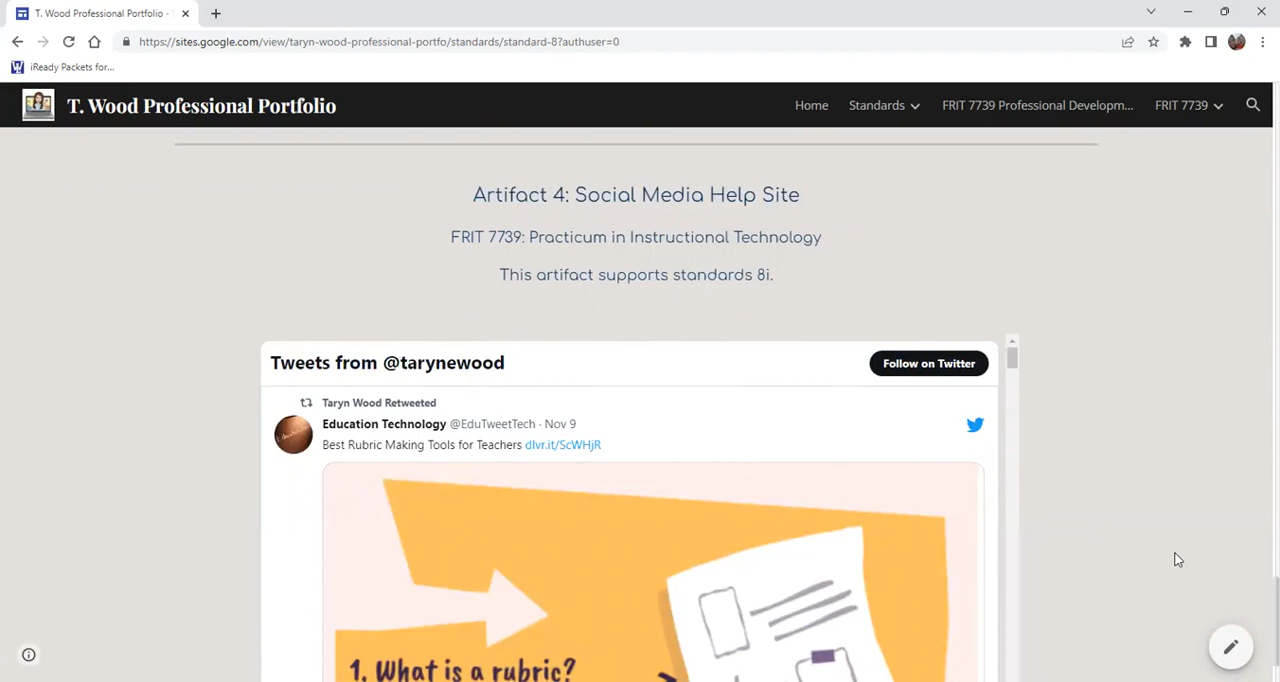 T. Wood Professional Portfolio -
https://sites.google.com/view/taryn-wood-professional-portfo/standards/standard-8?authuser=0
iReady Packets for...
T. Wood Professional Portfolio
Home
Standards
FRIT 7739 Professional Developm...
FRIT 7739
Artifact 4: Social Media Help Site
FRIT 7739: Practicum in Instructional Technology
This artifact supports standards 8i.
Tweets from @tarynewood
Follow on Twitter
Taryn Wood Retweeted
Education Technology @EduTweetTech · Nov 9
Best Rubric Making Tools for Teachers dlvr.it/ScWHjR
1. What is a rubric?